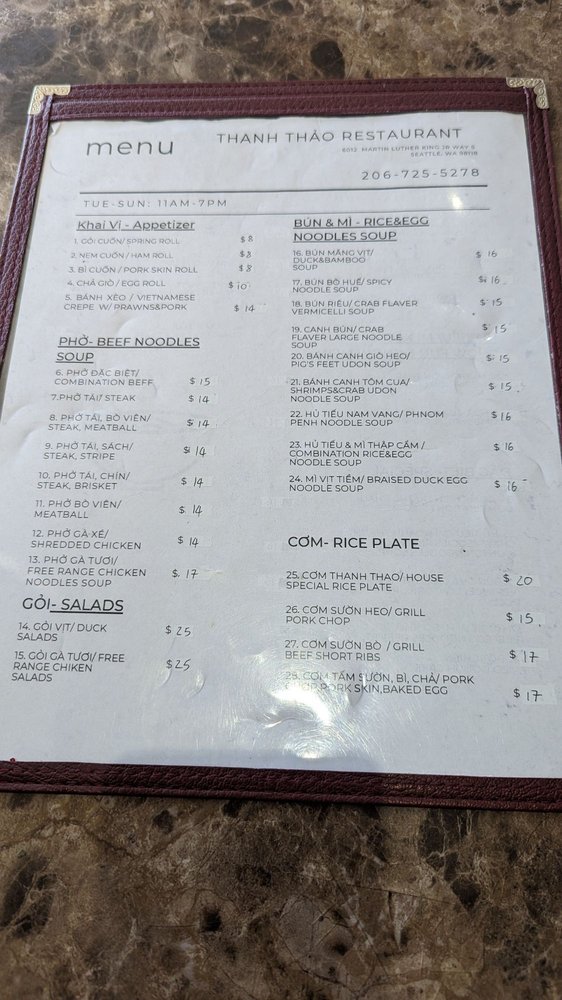 menu
THANH THẢO RESTAURANT
6012 MARTIN LUTHER KING JR WAY S
SEATTLE, WA 98118
206-725-5278
TUE-SUN: 11AM-7PM
Khai Vị - Appetizer
1. GỎI CUỐN/ SPRING ROLL $8
2. NEM CUỐN / HAM ROLL $8
3. BÌ CUỐN / PORK SKIN ROLL $8
4. CHẢ GIÒ / EGG ROLL $10
5. BÁNH XÈO / VIETNAMESE
CREPE W/ PRAWNS&PORK $14
PHỞ- BEEF NOODLES
SOUP
6. PHỞ ĐẶC BIỆT/
COMBINATION BEFF $15
7.PHỞ TÁI/ STEAK $14
8. PHỞ TÁI, BÒ VIÊN/
STEAK, MEATBALL $14
9. PHỞ TÁI, SÁCH/
STEAK, STRIPE $14
10. PHỞ TÁI, CHÍN/
STEAK, BRISKET $14
11. PHỞ BÒ VIÊN/
MEATBALL $14
12. PHỞ GÀ XÉ/
SHREDDED CHICKEN $14
13. PHỞ GÀ TƯƠI/
FREE RANGE CHICKEN
NOODLES SOUP $17
GỎI- SALADS
14. GỎI VỊT/ DUCK
SALADS $25
15. GỎI GÀ TƯƠI/ FREE
RANGE CHIKEN
SALADS $25
BÚN & MÌ - RICE&EGG
NOODLES SOUP
16. BÚN MĂNG VỊT/
DUCK&BAMBOO
SOUP $16
17. BÚN BÒ HUẾ/ SPICY
NOODLE SOUP $16
18. BÚN RIÊU/ CRAB FLAVER
VERMICELLI SOUP $15
19. CANH BÚN/ CRAB
FLAVER LARGE NOODLE
SOUP $15
20. BÁNH CANH GIÒ HEO/
PIG'S FEET UDON SOUP $15
21. BÁNH CANH TÔM CUA/
SHRIMPS&CRAB UDON
NOODLE SOUP $15
22. HỦ TIẾU NAM VANG/ PHNOM
PENH NOODLE SOUP $16
23. HỦ TIẾU & MÌ THẬP CẨM /
COMBINATION RICE&EGG
NOODLE SOUP $16
24. MÌ VỊT TIỀM/ BRAISED DUCK EGG
NOODLE SOUP $16
CƠM- RICE PLATE
25. CƠM THANH THAO/ HOUSE
SPECIAL RICE PLATE $20
26. CƠM SƯỜN HEO/ GRILL
PORK CHOP $15
27. CƠM SƯỜN BÒ / GRILL
BEEF SHORT RIBS $17
28. CƠM TẤM SƯỜN, BÌ, CHẢ/ PORK
CHOP,PORK SKIN,BAKED EGG $17